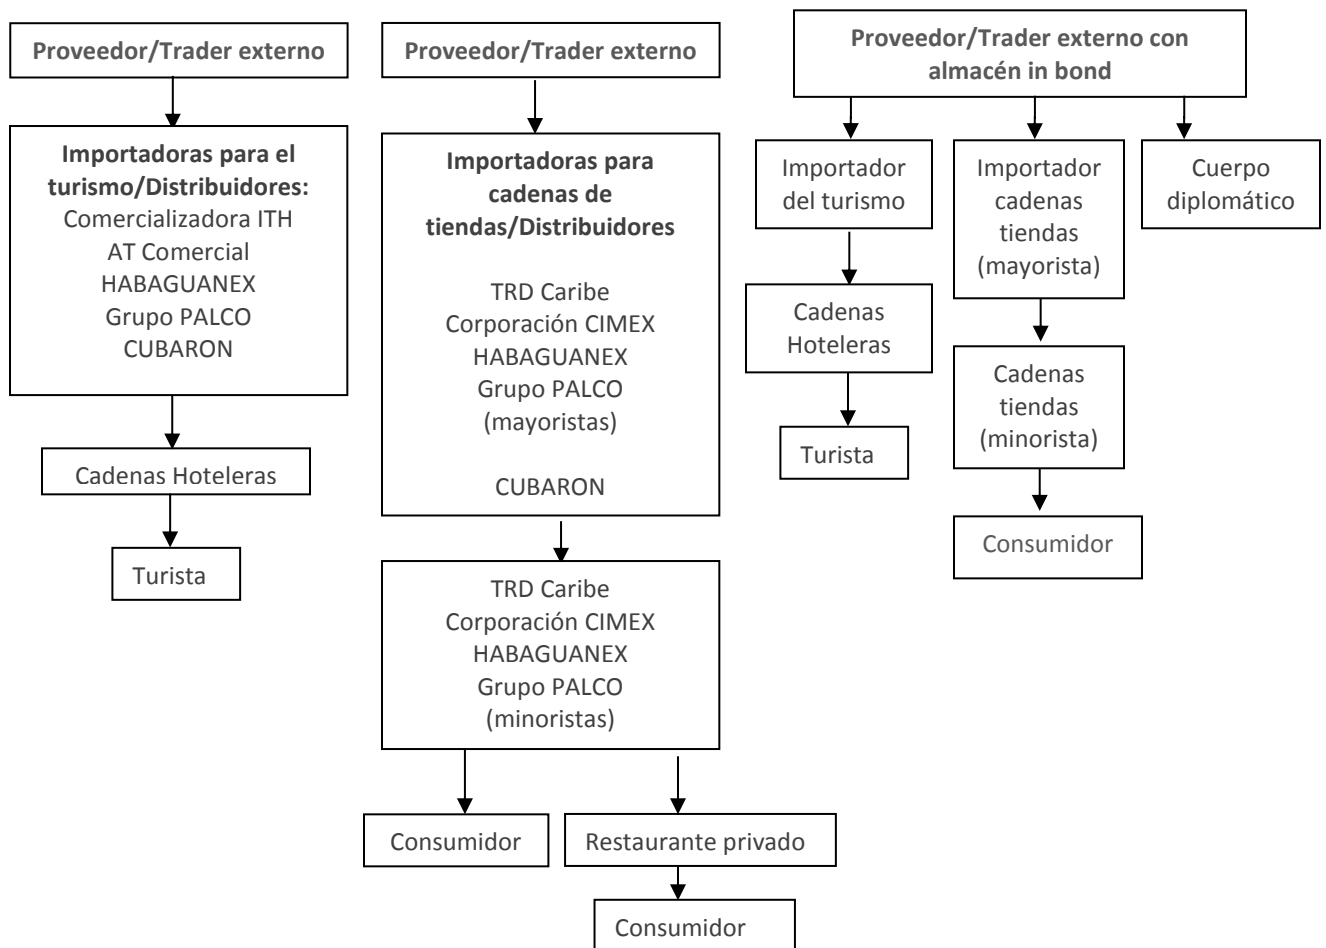 Proveedor/Trader externo
Importadoras para el
turismo/Distribuidores:
Comercializadora ITH
AT Comercial
HABAGUANEX
Grupo PALCO
CUBARON
Cadenas Hoteleras
Turista
Proveedor/Trader externo
Importadoras para
cadenas de
tiendas/Distribuidores
TRD Caribe
Corporación CIMEX
HABAGUANEX
Grupo PALCO
(mayoristas)
CUBARON
TRD Caribe
Corporación CIMEX
HABAGUANEX
Grupo PALCO
(minoristas)
Consumidor
Restaurante privado
Consumidor
Proveedor/Trader externo con
almacén in bond
Importador
del turismo
Cadenas
Hoteleras
Turista
Importador
cadenas
tiendas
(mayorista)
Cadenas
tiendas
(minorista)
Consumidor
Cuerpo
diplomático